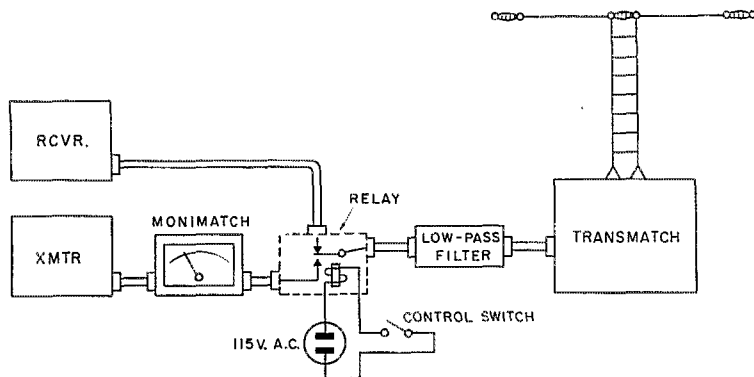 RCVR.
RELAY
MONIMATCH
XMTR
LOW-PASS
FILTER
TRANSMATCH
CONTROL SWITCH
115V. A.C.